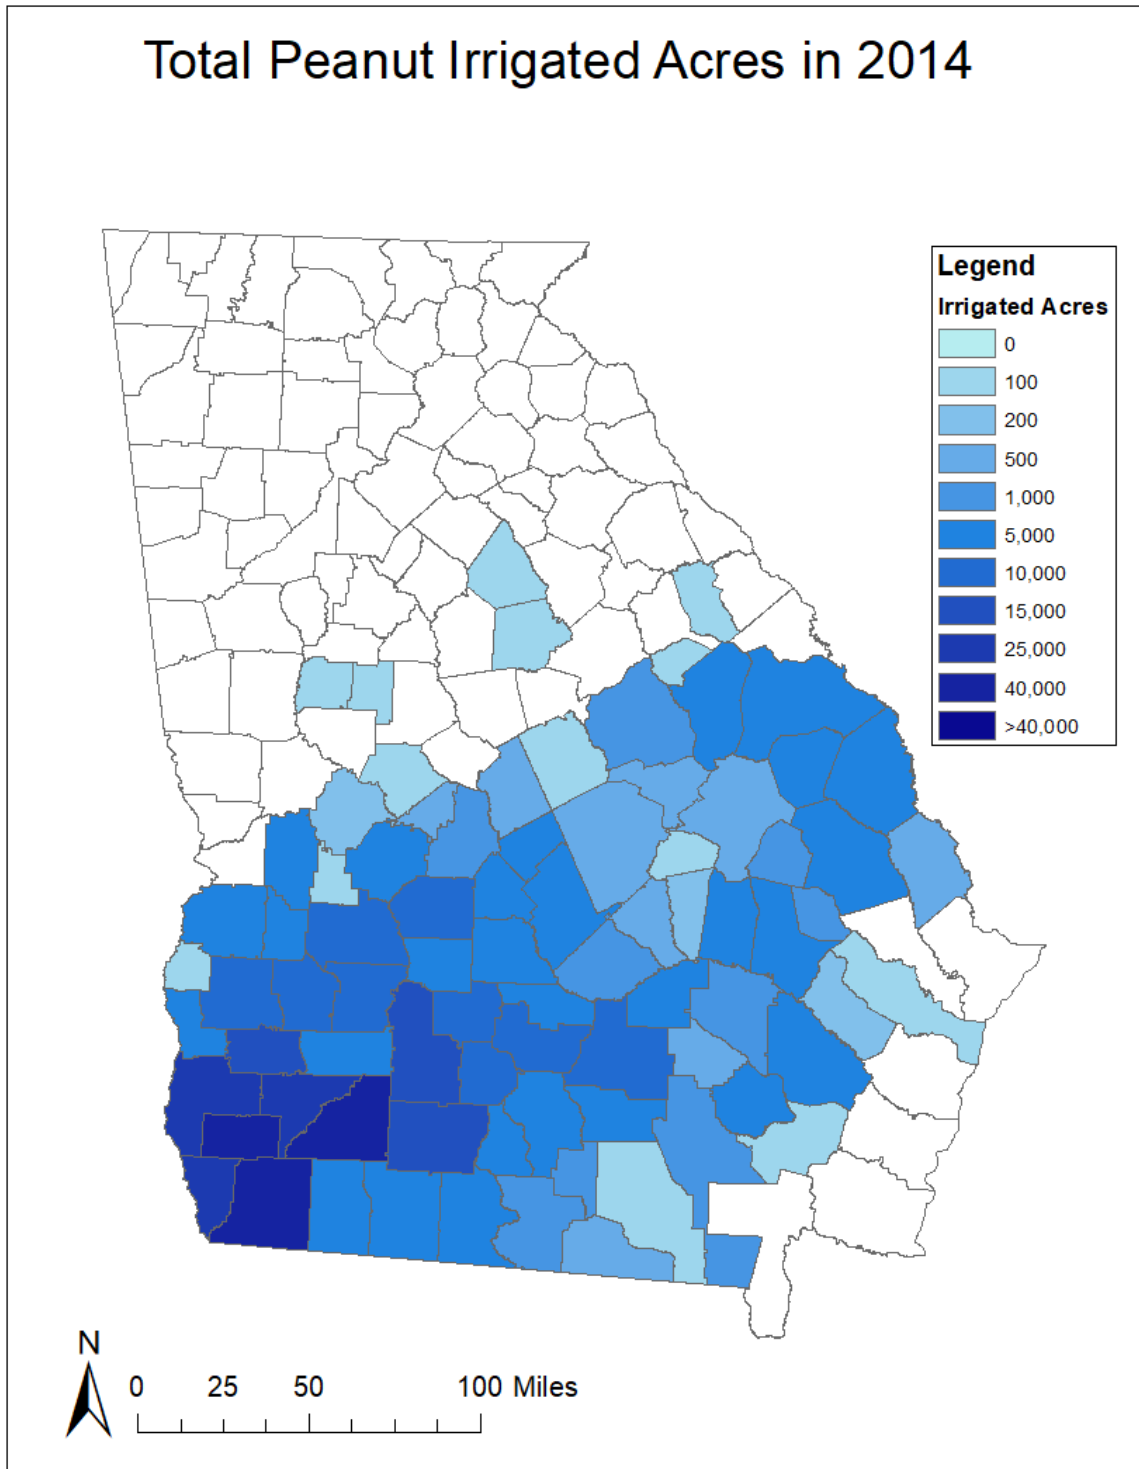 Total Peanut Irrigated Acres in 2014
Legend
Irrigated Acres
0
100
200
500
1,000
5,000
10,000
15,000
25,000
40,000
>40,000
N
0 25 50 100 Miles